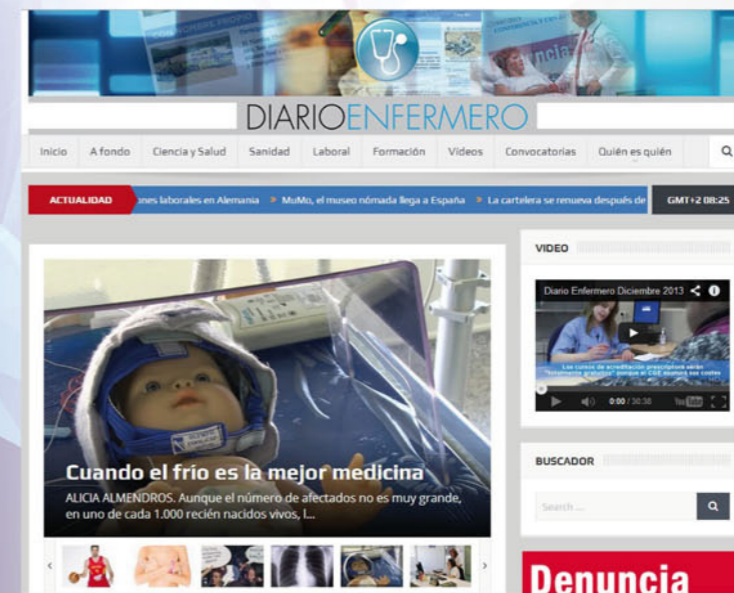 CON NOMBRE PROPIO
DIARIOENFERMERO
Inicio A fondo Ciencia y Salud Sanidad Laboral Formación Vídeos Convocatorias Quién es quién
ACTUALIDAD ones laborales en Alemania » MuMo, el museo nómada llega a España » La cartelera se renueva después de GMT+2 08:25
VIDEO
Diario Enfermero Diciembre 2013
Los cursos de acreditación prescriptora serán
"totalmente gratuitos" porque el CGE asumirá sus costes
0:00 / 30:38 YouTube
Cuando el frío es la mejor medicina
ALICIA ALMENDROS. Aunque el número de afectados no es muy grande,
en uno de cada 1.000 recién nacidos vivos, l...
BUSCADOR
Search ...
Denuncia